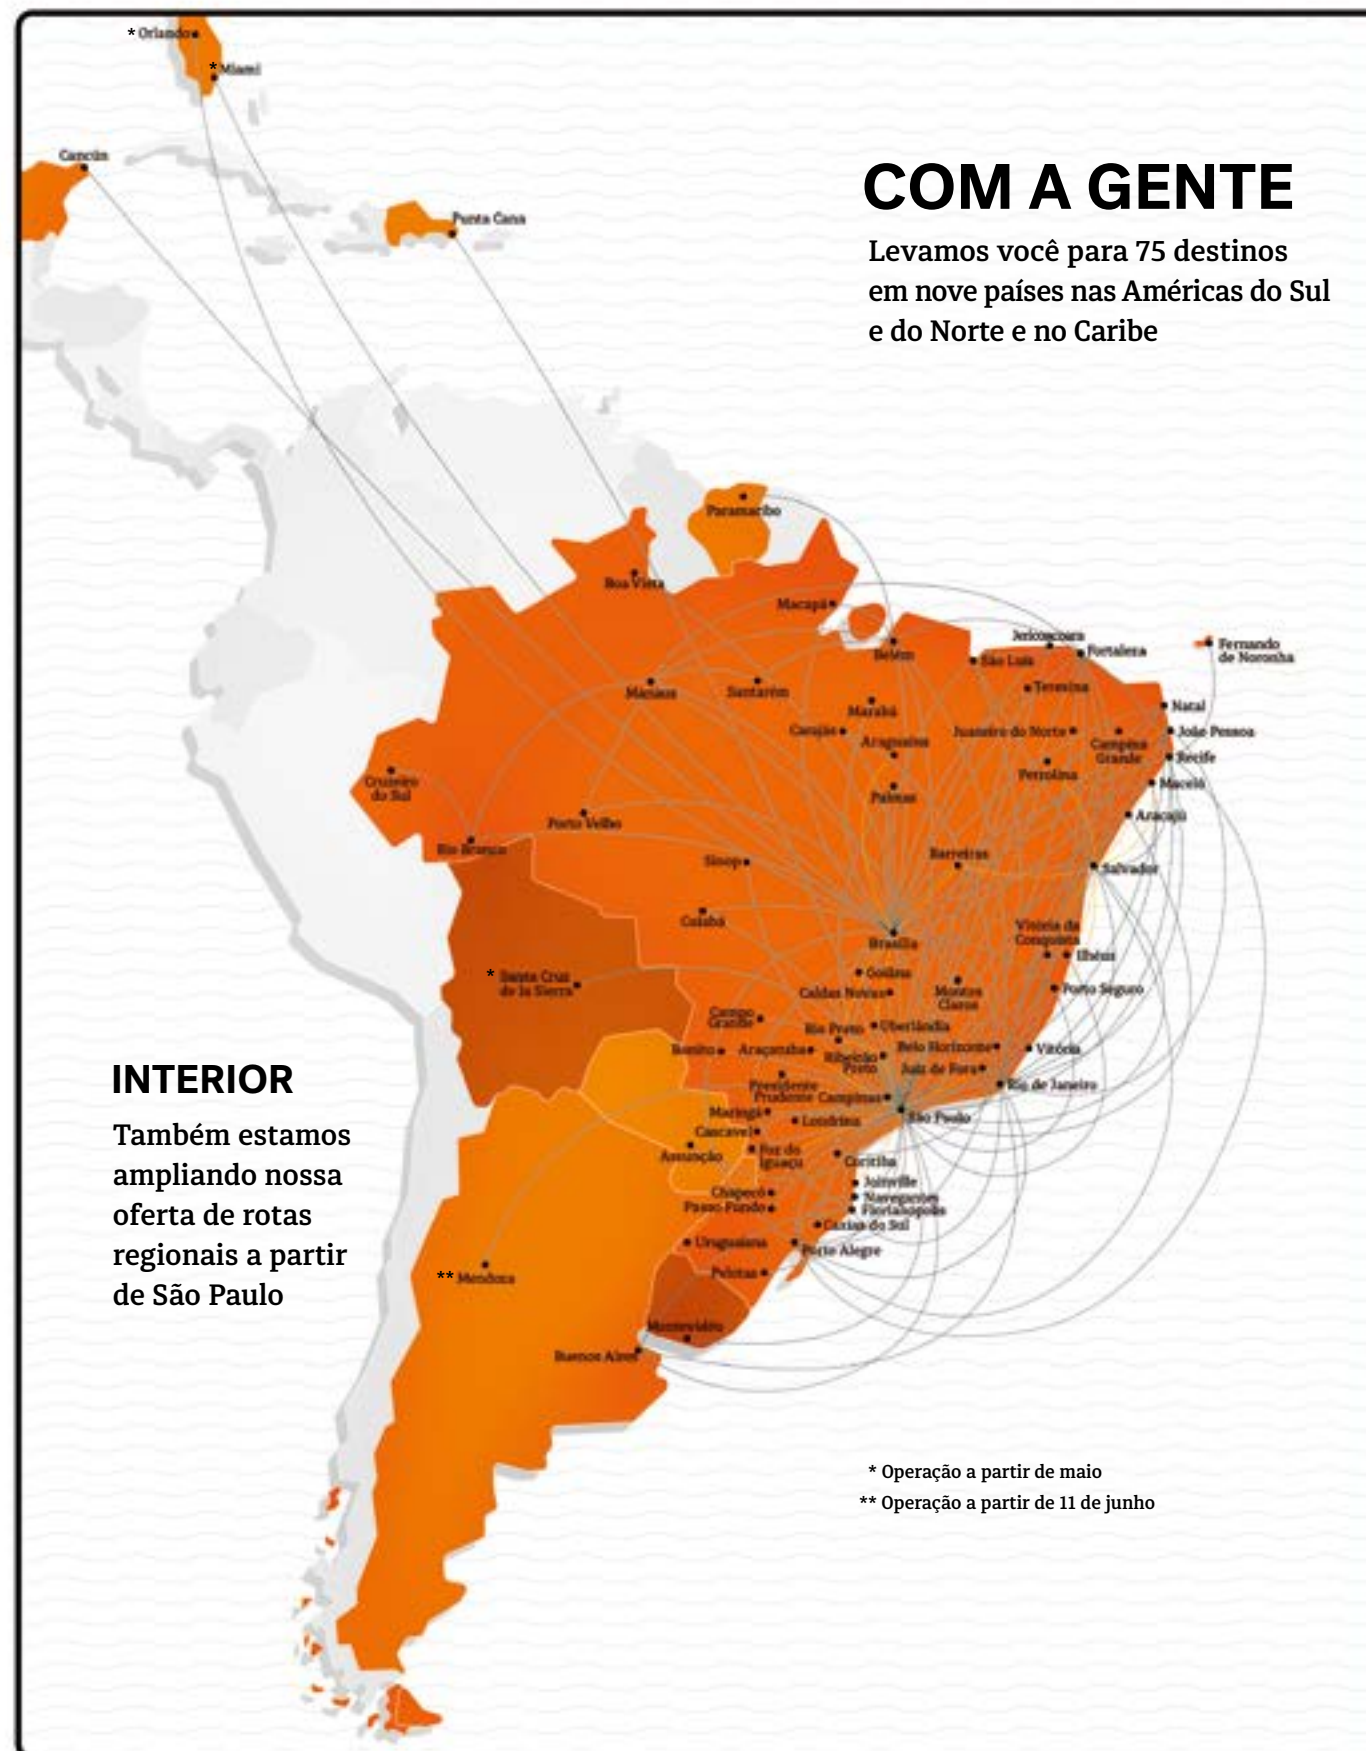 * Orlando
* Miami
Cancún
Punta Cana
COM A GENTE
Levamos você para 75 destinos
em nove países nas Américas do Sul
e do Norte e no Caribe
Paramaribo
Boa Vista
Macapá
Belém
Jericoacoara
São Luís
Fortaleza
Fernando
de Noronha
Manaus
Santarém
Teresina
Marabá
Natal
Carajás
Araguaína
Juazeiro do Norte
Campina
Grande
João Pessoa
Recife
Petrolina
Cruzeiro
do Sul
Palmas
Maceió
Porto Velho
Aracaju
Rio Branco
Sinop
Barreiras
Salvador
Cuiabá
Brasília
Vitória da
Conquista
Ilhéus
* Santa Cruz
de la Sierra
Goiânia
Caldas Novas
Montes
Claros
Porto Seguro
Campo
Grande
Rio Preto
Uberlândia
Bonito
Araçatuba
Ribeirão
Preto
Belo Horizonte
Vitória
Juiz de Fora
Presidente
Prudente
Campinas
Rio de Janeiro
INTERIOR
Também estamos
ampliando nossa
oferta de rotas
regionais a partir
de São Paulo
Maringá
Londrina
São Paulo
Cascavel
Assunção
Foz do
Iguaçu
Curitiba
Joinville
Chapecó
Navegantes
Passo Fundo
Florianópolis
Caxias do Sul
Uruguaiana
Porto Alegre
** Mendoza
Pelotas
Montevidéu
Buenos Aires
* Operação a partir de maio
** Operação a partir de 11 de junho